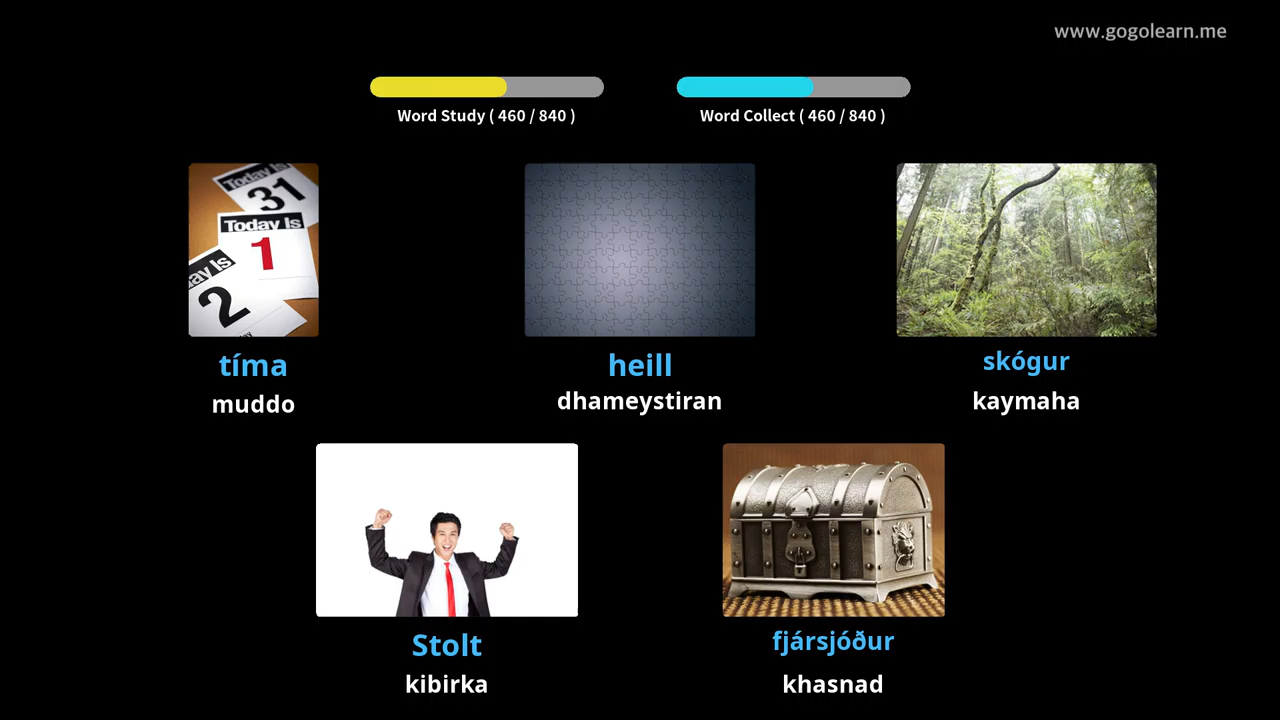 www.gogolearn.me
Word Study ( 460 / 840 )
Word Collect ( 460 / 840 )
Today Is
31
Today Is
1
ay Is
2
tíma
muddo
heill
dhameystiran
skógur
kaymaha
Stolt
kibirka
fjársjóður
khasnad